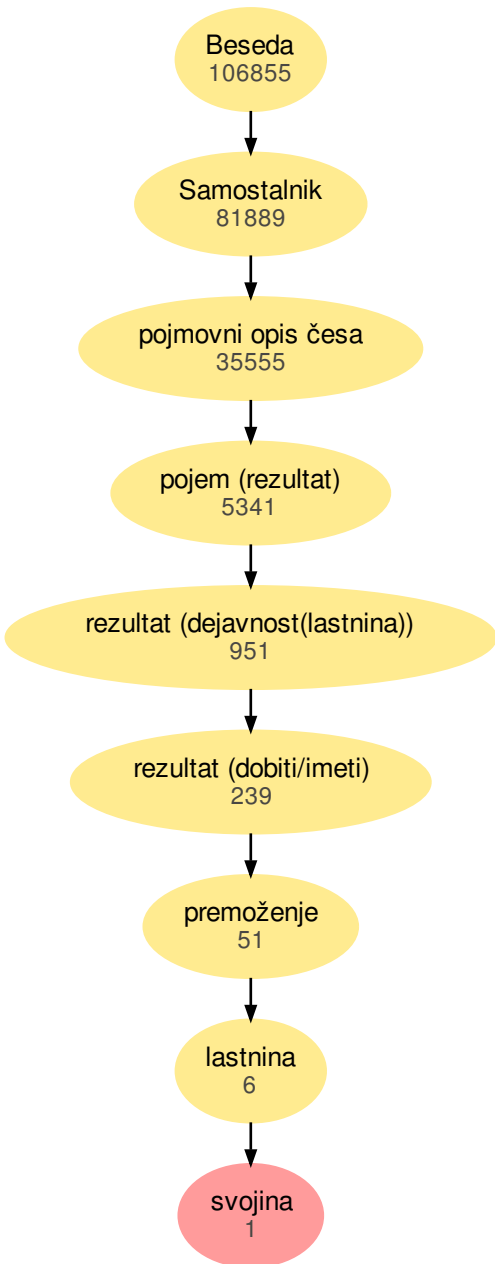 Beseda
106855
Samostalnik
81889
pojmovni opis česa
35555
pojem (rezultat)
5341
rezultat (dejavnost(lastnina))
951
rezultat (dobiti/imeti)
239
premoženje
51
lastnina
6
svojina
1